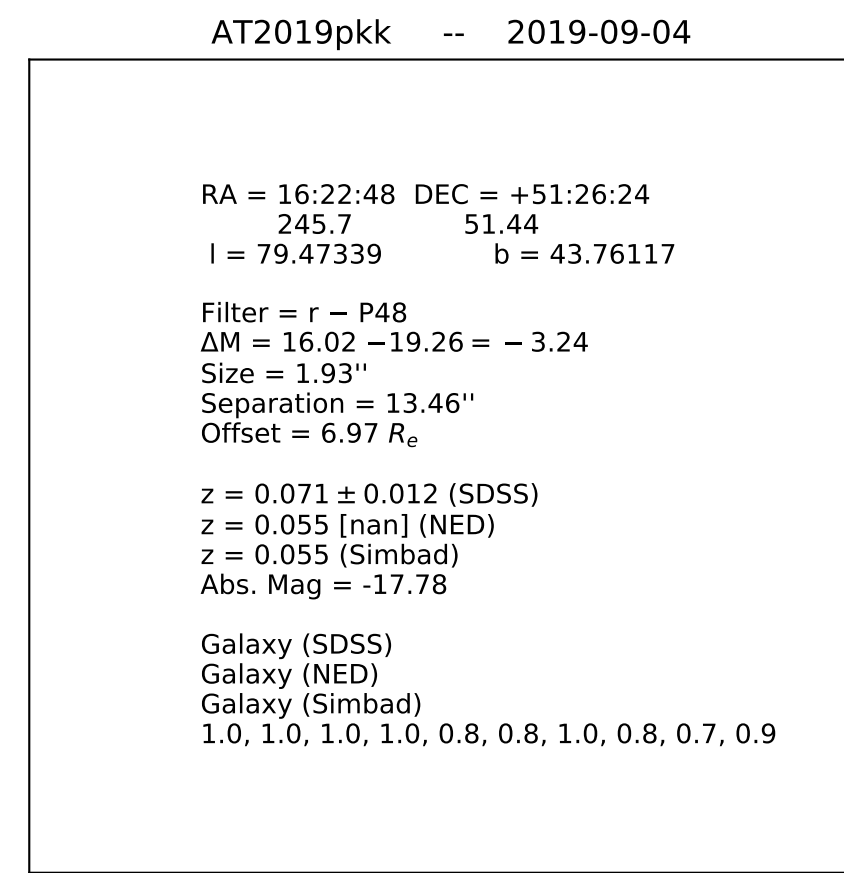 AT2019pkk -- 2019-09-04
RA = 16:22:48 DEC = +51:26:24
245.7 51.44
l = 79.47339 b = 43.76117
Filter = r − P48
ΔM = 16.02 −19.26 = − 3.24
Size = 1.93''
Separation = 13.46''
Offset = 6.97 Rₑ
z = 0.071 ± 0.012 (SDSS)
z = 0.055 [nan] (NED)
z = 0.055 (Simbad)
Abs. Mag = -17.78
Galaxy (SDSS)
Galaxy (NED)
Galaxy (Simbad)
1.0, 1.0, 1.0, 1.0, 0.8, 0.8, 1.0, 0.8, 0.7, 0.9